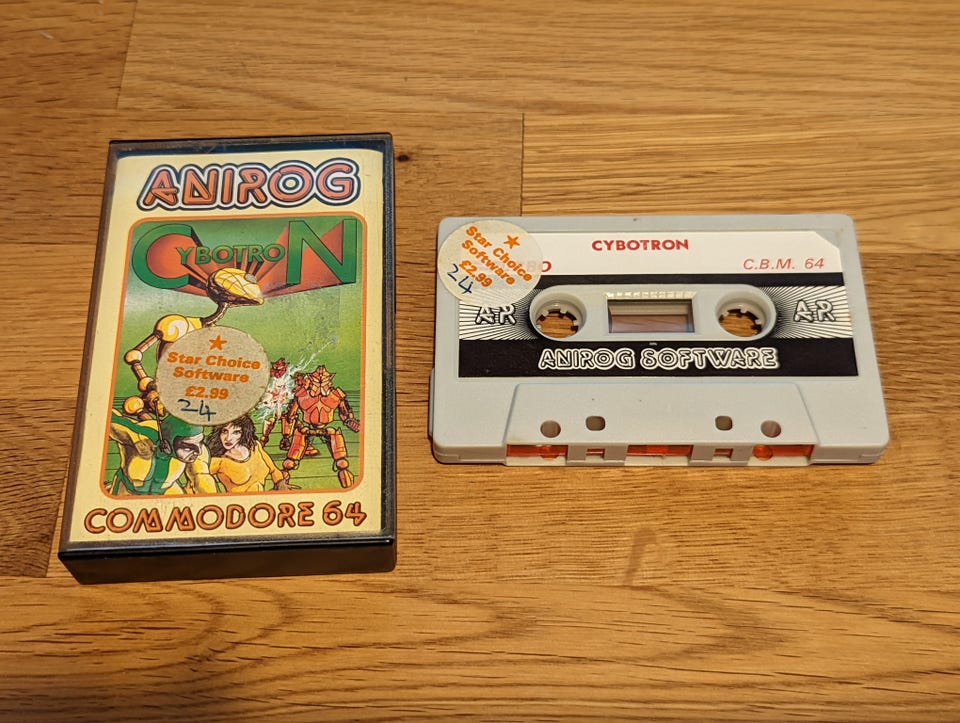 ANIROG
CYBOTRON
Star Choice
Software
£2.99
24
COMMODORE 64
Star Choice
Software
£2.99
24
CYBOTRON
C.B.M. 64
AR
AR
ANIROG SOFTWARE